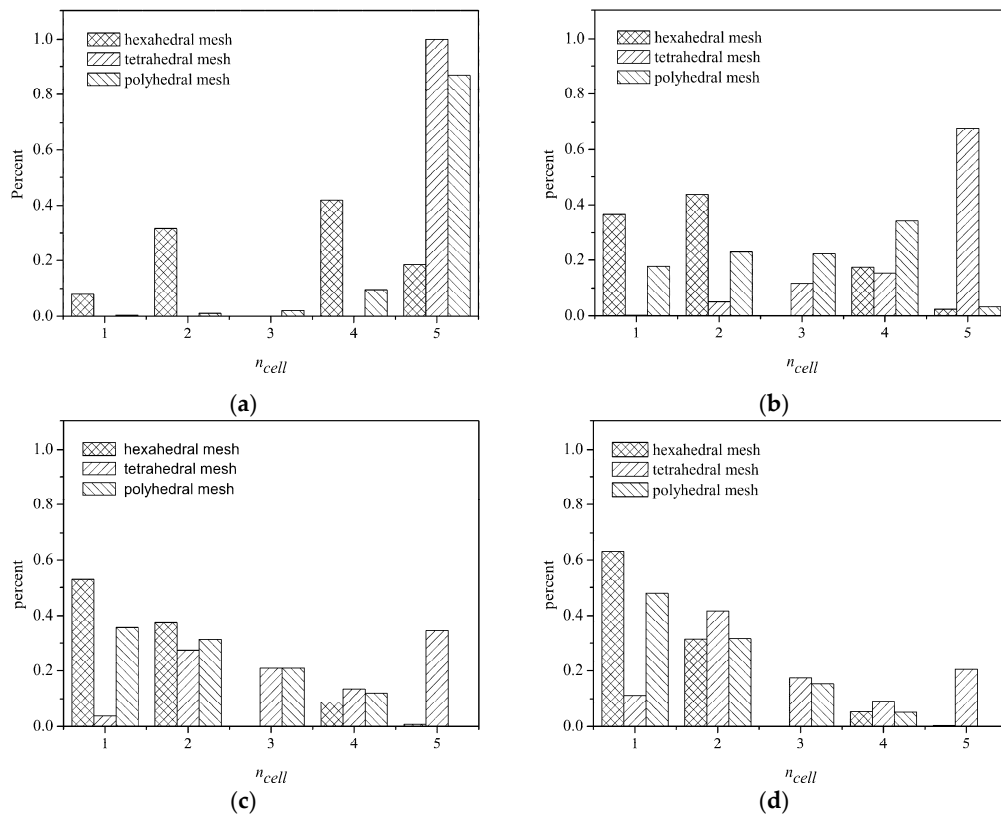 1.0
hexahedral mesh
tetrahedral mesh
0.8
polyhedral mesh
Percent
0.6
0.4
0.2
0.0
1 2 3 4 5
n_cell
(a)
1.0
hexahedral mesh
tetrahedral mesh
0.8
polyhedral mesh
percent
0.6
0.4
0.2
0.0
1 2 3 4 5
n_cell
(b)
1.0
hexahedral mesh
tetrahedral mesh
0.8
polyhedral mesh
percent
0.6
0.4
0.2
0.0
1 2 3 4 5
n_cell
(c)
1.0
hexahedral mesh
tetrahedral mesh
0.8
polyhedral mesh
percent
0.6
0.4
0.2
0.0
1 2 3 4 5
n_cell
(d)